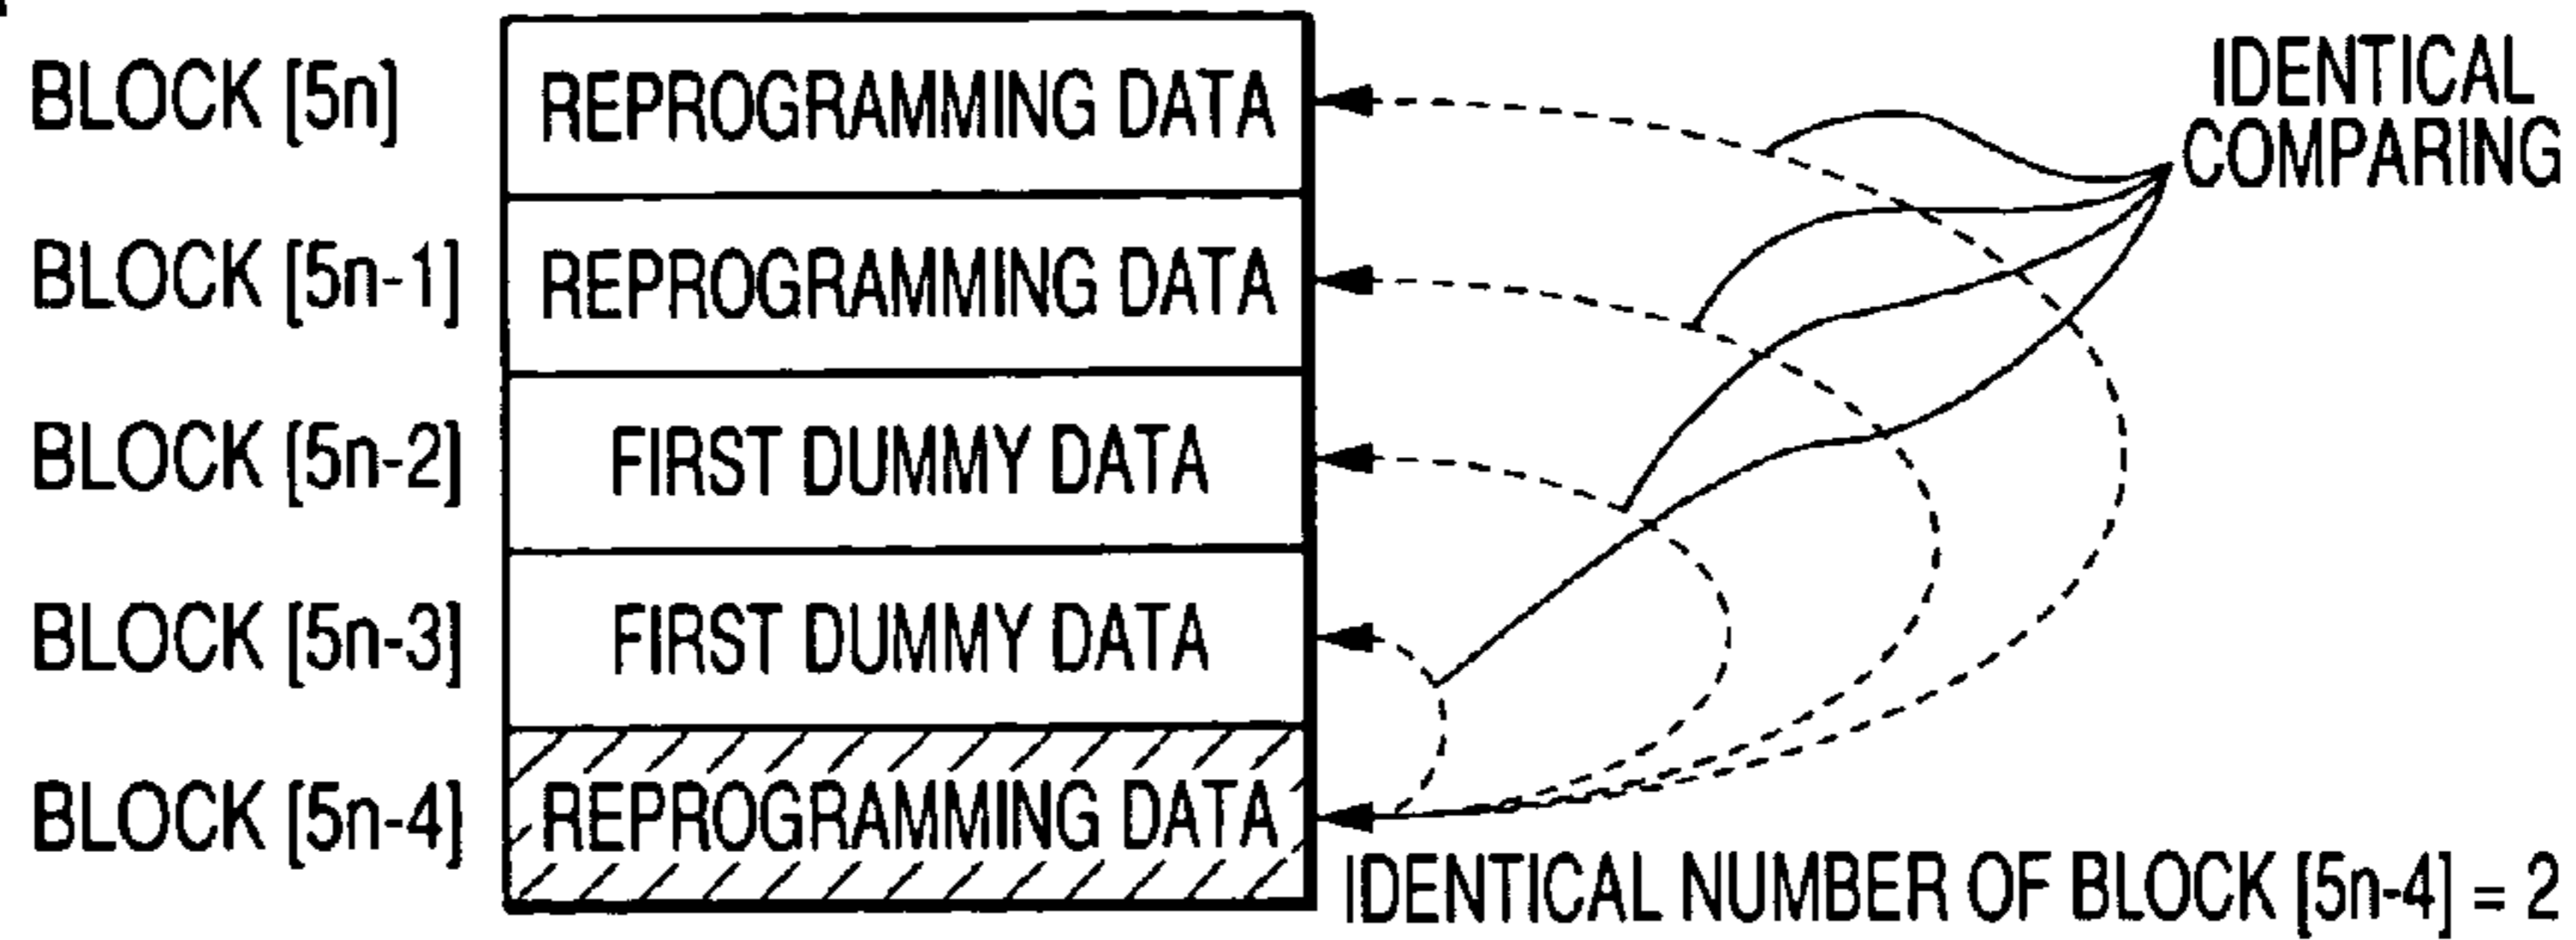 BLOCK [5n] REPROGRAMMING DATA
IDENTICAL
COMPARING
BLOCK [5n-1] REPROGRAMMING DATA
BLOCK [5n-2] FIRST DUMMY DATA
BLOCK [5n-3] FIRST DUMMY DATA
BLOCK [5n-4] REPROGRAMMING DATA
IDENTICAL NUMBER OF BLOCK [5n-4] = 2